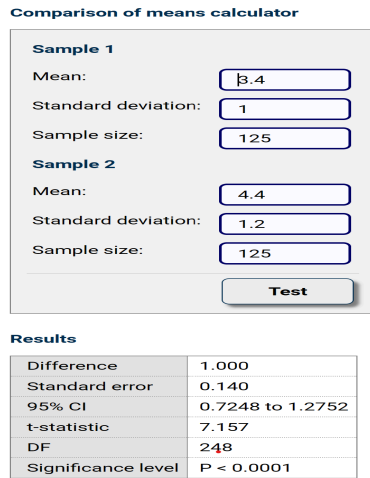 Comparison of means calculator
Sample 1
Mean: 3.4
Standard deviation: 1
Sample size: 125
Sample 2
Mean: 4.4
Standard deviation: 1.2
Sample size: 125
Test
Results
Difference 1.000
Standard error 0.140
95% CI 0.7248 to 1.2752
t-statistic 7.157
DF 248
Significance level P < 0.0001